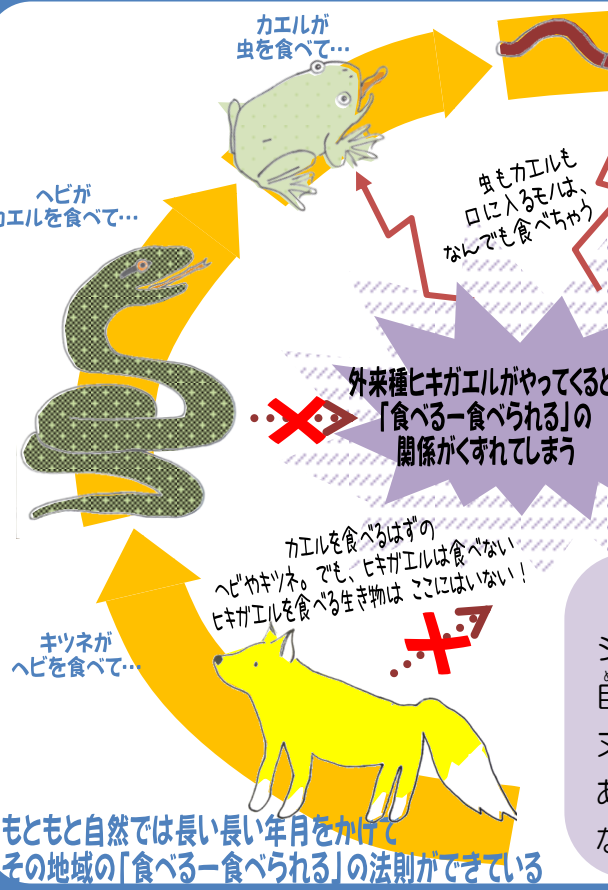 カエルが
虫を食べて…
虫もカエルも
口に入るモノは、
なんでも食べちゃう
ヘビが
カエルを食べて…
外来種ヒキガエルがやってくると
「食べるー食べられる」の
関係がくずれてしまう
カエルを食べるはずの
ヘビやキツネ。でも、ヒキガエルは食べない
ヒキガエルを食べる生き物は ここにはいない！
キツネが
ヘビを食べて…
もともと自然では長い長い年月をかけて
その地域の「食べるー食べられる」の法則ができている